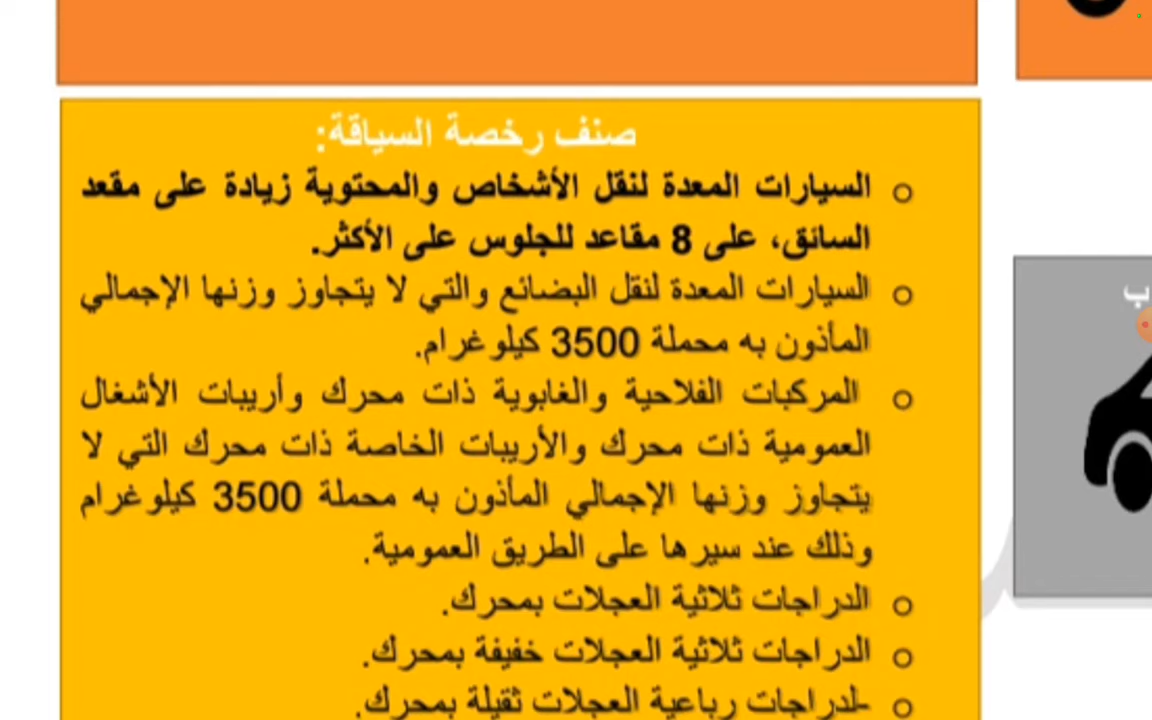 صنف رخصة السياقة:
○ السيارات المعدة لنقل الأشخاص والمحتوية زيادة على مقعد
السائق، على 8 مقاعد للجلوس على الأكثر.
○ السيارات المعدة لنقل البضائع والتي لا يتجاوز وزنها الإجمالي
المأذون به محملة 3500 كيلوغرام.
○ المركبات الفلاحية والغابوية ذات محرك وأريبات الأشغال
العمومية ذات محرك والأريبات الخاصة ذات محرك التي لا
يتجاوز وزنها الإجمالي المأذون به محملة 3500 كيلوغرام
وذلك عند سيرها على الطريق العمومية.
○ الدراجات ثلاثية العجلات بمحرك.
○ الدراجات ثلاثية العجلات خفيفة بمحرك.
○ -لدراجات رباعية العجلات ثقيلة بمحرك.
ب